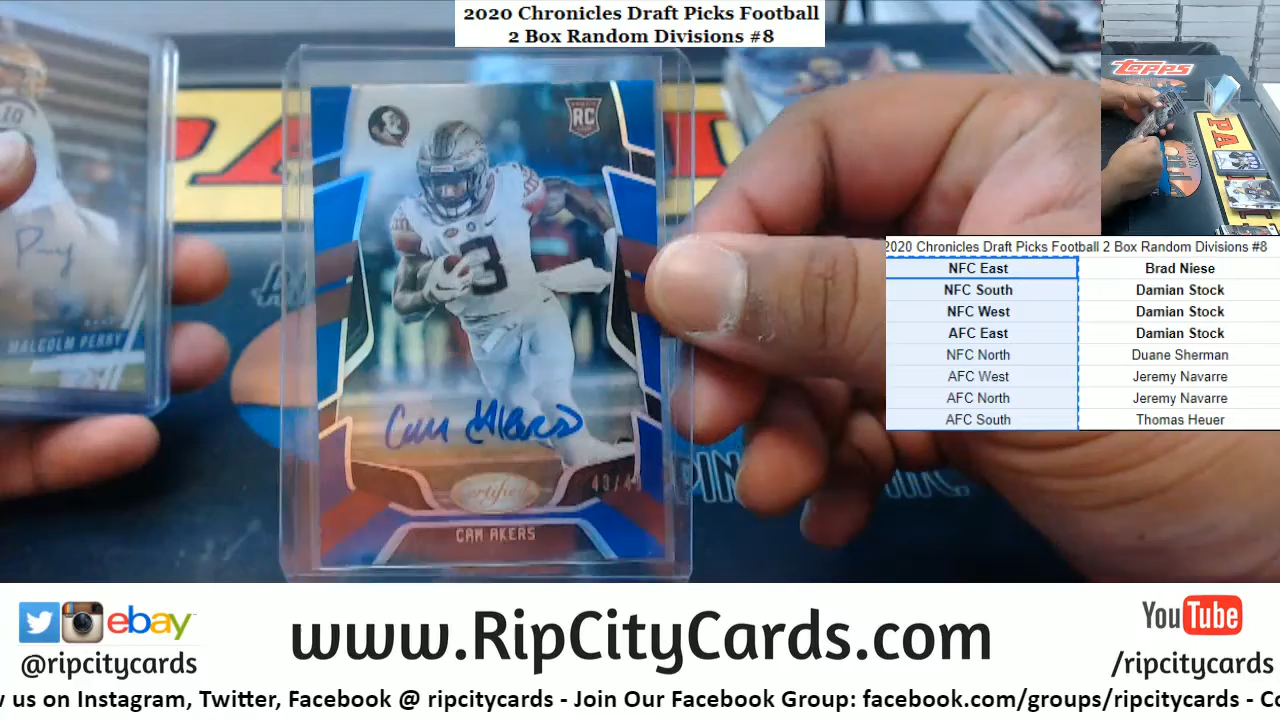 2020 Chronicles Draft Picks Football
2 Box Random Divisions #8
Topps
RC
3
Cam Akers
MALCOLM PERRY
Certified
CAM AKERS
2020 Chronicles Draft Picks Football 2 Box Random Divisions #8
NFC East Brad Niese
NFC South Damian Stock
NFC West Damian Stock
AFC East Damian Stock
NFC North Duane Sherman
AFC West Jeremy Navarre
AFC North Jeremy Navarre
AFC South Thomas Heuer
ebay
@ripcitycards
www.RipCityCards.com
YouTube
/ripcitycards
us on Instagram, Twitter, Facebook @ ripcitycards - Join Our Facebook Group: facebook.com/groups/ripcitycards -